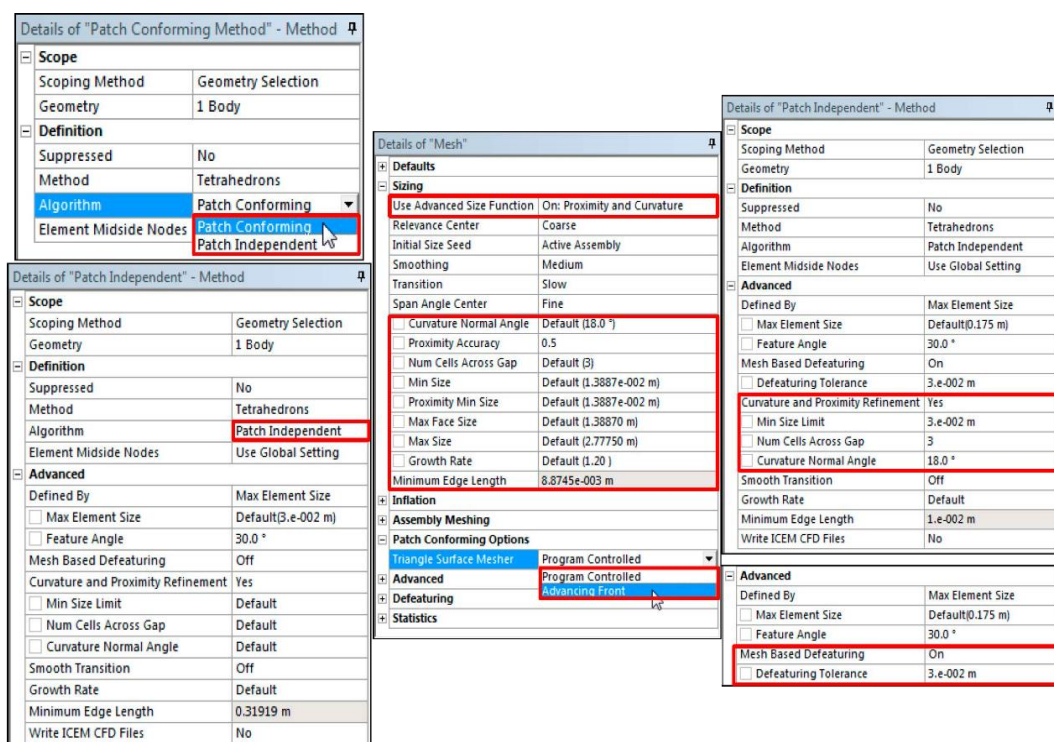 Details of "Patch Conforming Method" - Method
Scope
Scoping Method Geometry Selection
Geometry 1 Body
Definition
Suppressed No
Method Tetrahedrons
Algorithm Patch Conforming
Element Midside Nodes Patch Conforming
Patch Independent
Details of "Patch Independent" - Method
Scope
Scoping Method Geometry Selection
Geometry 1 Body
Definition
Suppressed No
Method Tetrahedrons
Algorithm Patch Independent
Element Midside Nodes Use Global Setting
Advanced
Defined By Max Element Size
Max Element Size Default(3.e-002 m)
Feature Angle 30.0 °
Mesh Based Defeaturing Off
Curvature and Proximity Refinement Yes
Min Size Limit Default
Num Cells Across Gap Default
Curvature Normal Angle Default
Smooth Transition Off
Growth Rate Default
Minimum Edge Length 0.31919 m
Write ICEM CFD Files No
Details of "Mesh"
Defaults
Sizing
Use Advanced Size Function On: Proximity and Curvature
Relevance Center Coarse
Initial Size Seed Active Assembly
Smoothing Medium
Transition Slow
Span Angle Center Fine
Curvature Normal Angle Default (18.0 °)
Proximity Accuracy 0.5
Num Cells Across Gap Default (3)
Min Size Default (1.3887e-002 m)
Proximity Min Size Default (1.3887e-002 m)
Max Face Size Default (1.38870 m)
Max Size Default (2.77750 m)
Growth Rate Default (1.20 )
Minimum Edge Length 8.8745e-003 m
Inflation
Assembly Meshing
Patch Conforming Options
Triangle Surface Mesher Program Controlled
Advanced Program Controlled
Defeaturing Advancing Front
Statistics
Details of "Patch Independent" - Method
Scope
Scoping Method Geometry Selection
Geometry 1 Body
Definition
Suppressed No
Method Tetrahedrons
Algorithm Patch Independent
Element Midside Nodes Use Global Setting
Advanced
Defined By Max Element Size
Max Element Size Default(0.175 m)
Feature Angle 30.0 °
Mesh Based Defeaturing On
Defeaturing Tolerance 3.e-002 m
Curvature and Proximity Refinement Yes
Min Size Limit 3.e-002 m
Num Cells Across Gap 3
Curvature Normal Angle 18.0 °
Smooth Transition Off
Growth Rate Default
Minimum Edge Length 1.e-002 m
Write ICEM CFD Files No
Advanced
Defined By Max Element Size
Max Element Size Default(0.175 m)
Feature Angle 30.0 °
Mesh Based Defeaturing On
Defeaturing Tolerance 3.e-002 m